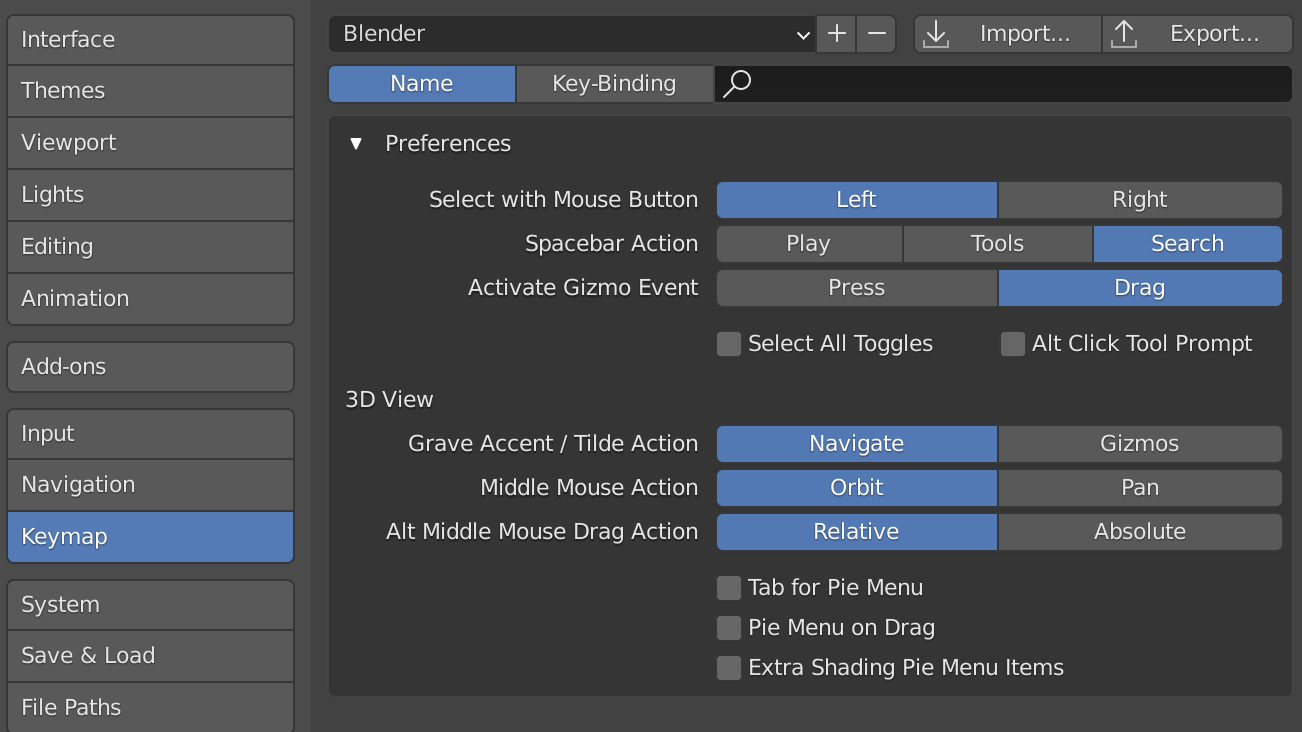 Interface
Themes
Viewport
Lights
Editing
Animation
Add-ons
Input
Navigation
Keymap
System
Save & Load
File Paths
Blender
Import...
Export...
Name
Key-Binding
Preferences
Select with Mouse Button Left Right
Spacebar Action Play Tools Search
Activate Gizmo Event Press Drag
Select All Toggles Alt Click Tool Prompt
3D View
Grave Accent / Tilde Action Navigate Gizmos
Middle Mouse Action Orbit Pan
Alt Middle Mouse Drag Action Relative Absolute
Tab for Pie Menu
Pie Menu on Drag
Extra Shading Pie Menu Items